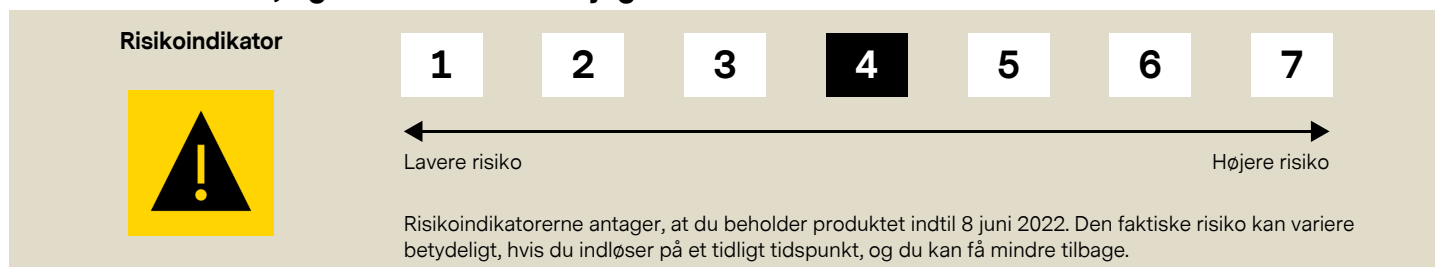 Risikoindikator
1 2 3 4 5 6 7
Lavere risiko Højere risiko
Risikoindikatorerne antager, at du beholder produktet indtil 8 juni 2022. Den faktiske risiko kan variere
betydeligt, hvis du indløser på et tidligt tidspunkt, og du kan få mindre tilbage.